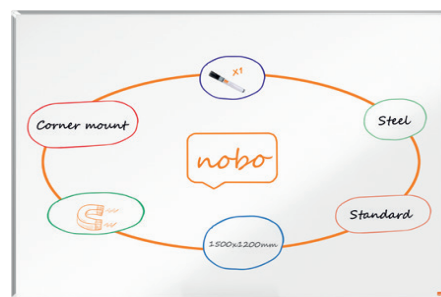 X1
Corner mount
Steel
nobo
Standard
1500x1200mm